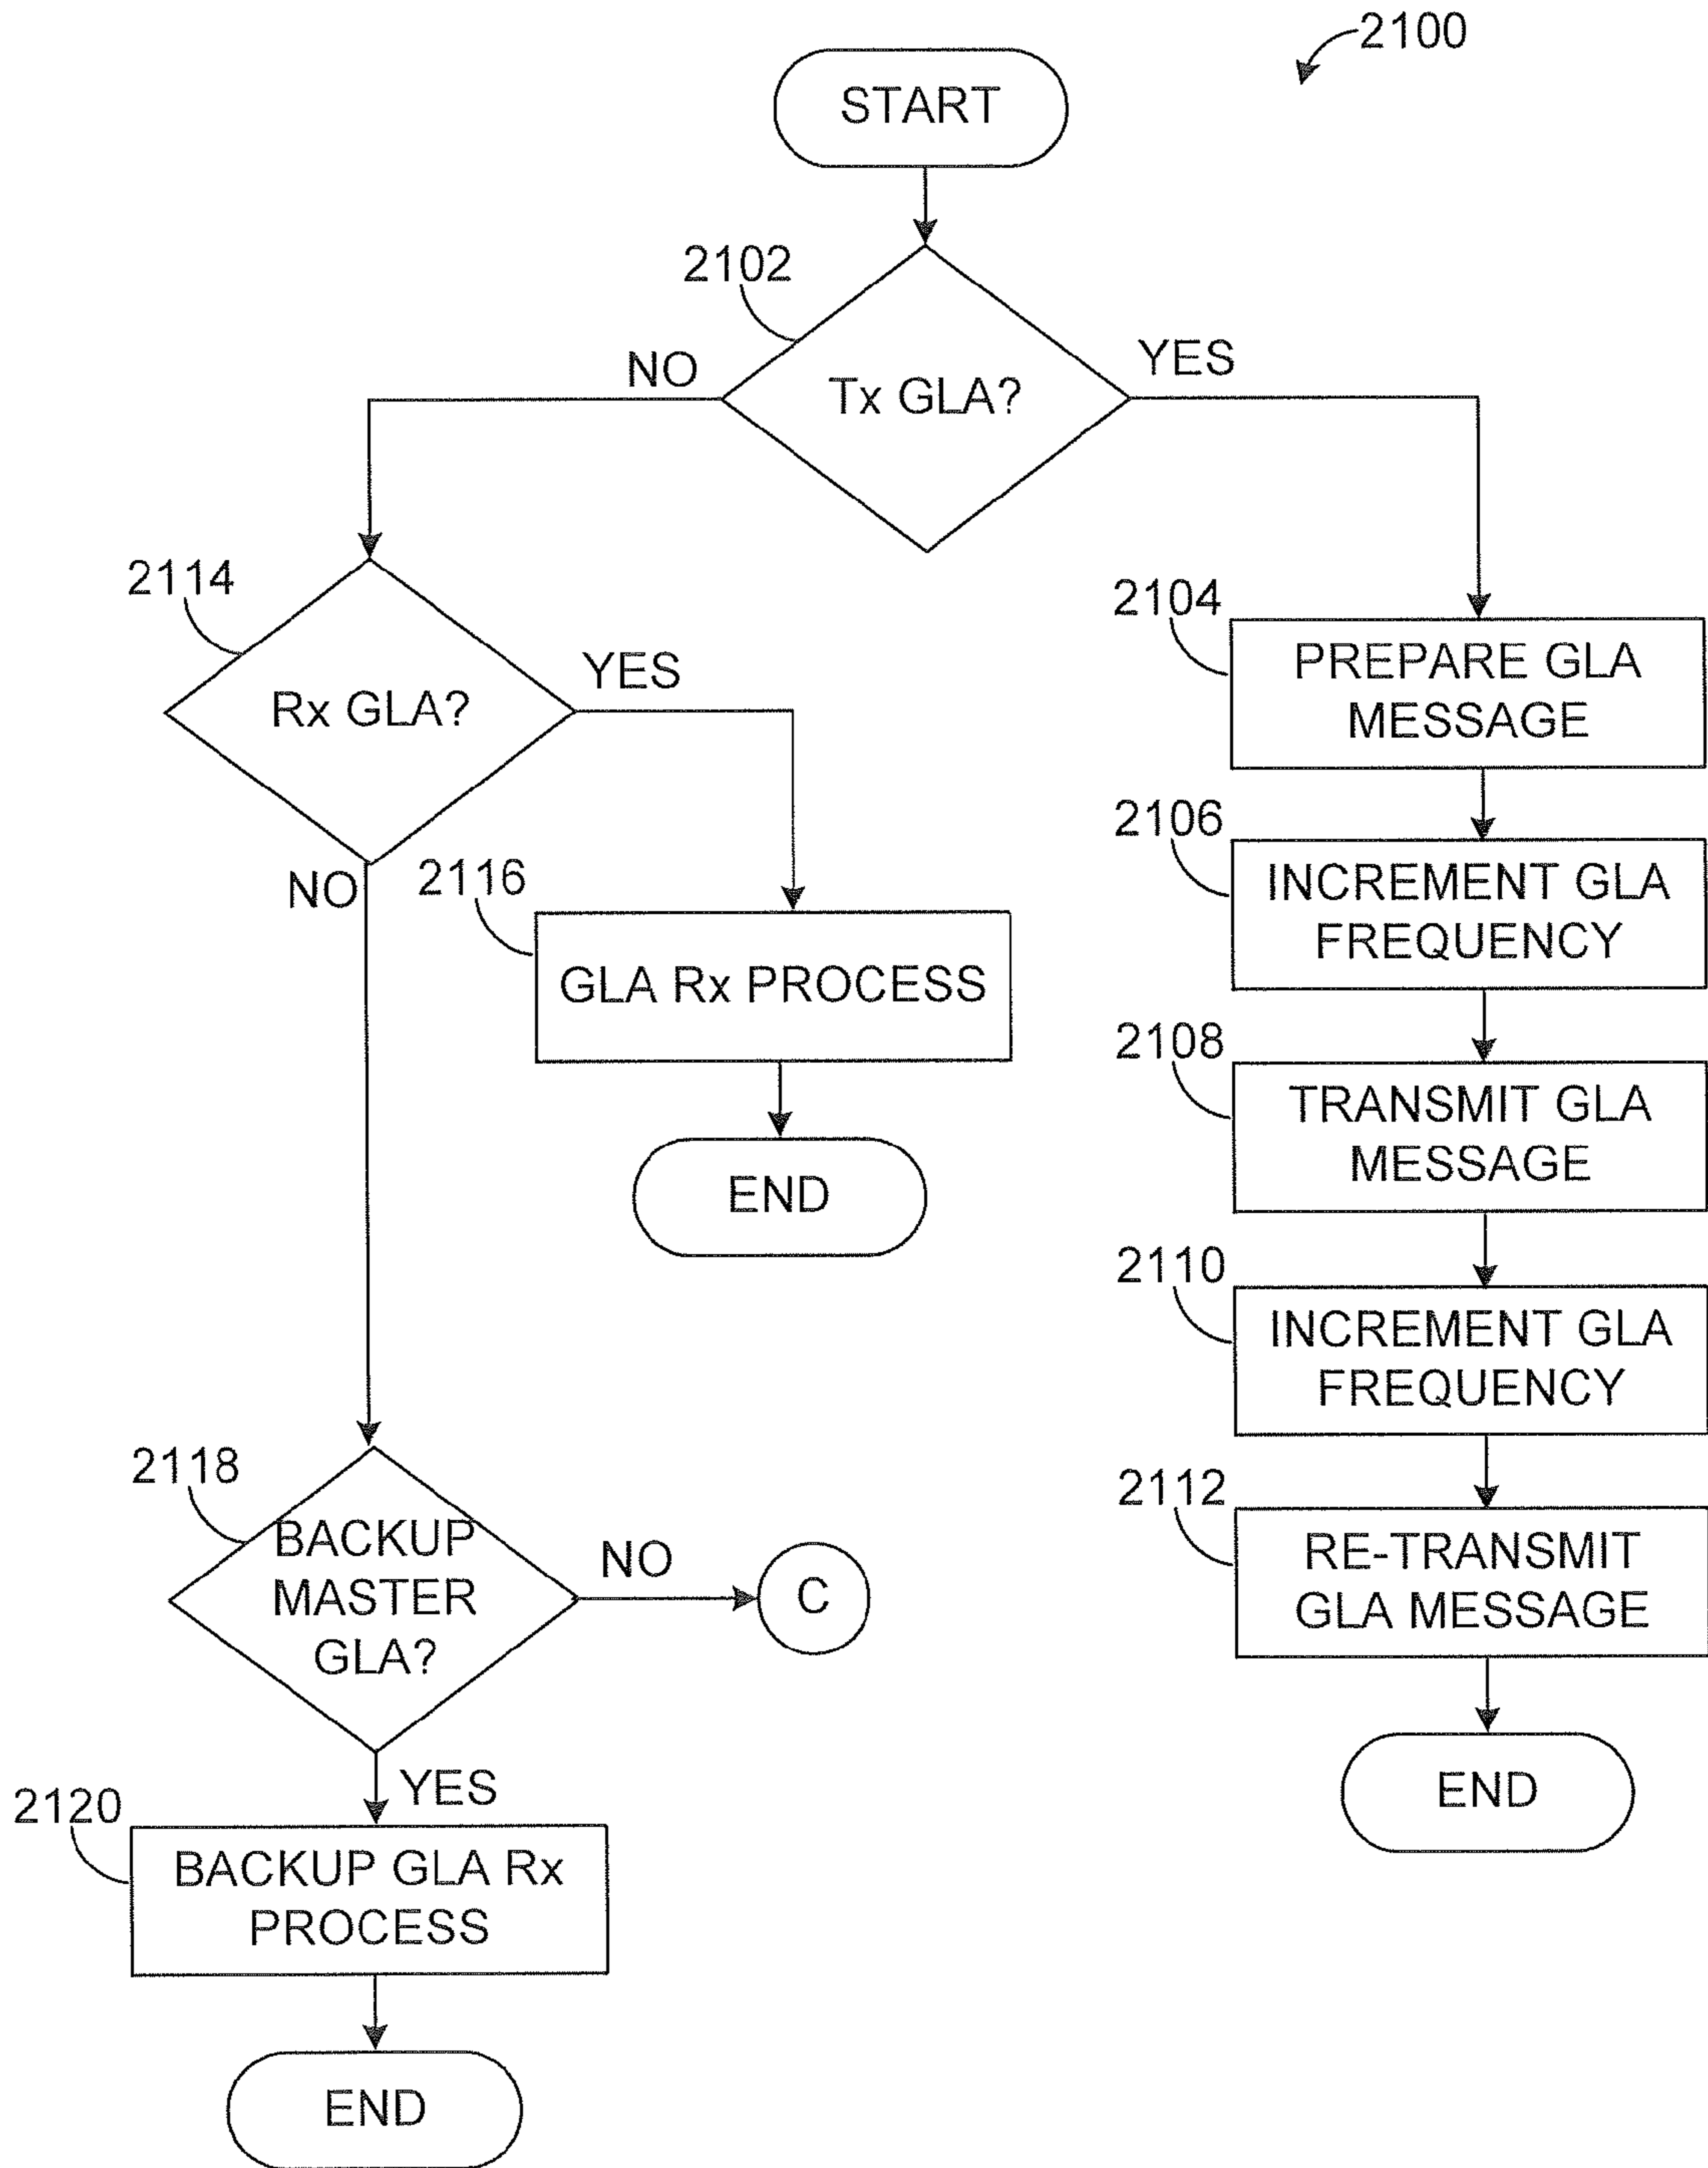 2100
START
2102
Tx GLA?
NO
YES
2114
Rx GLA?
YES
NO
2104
PREPARE GLA
MESSAGE
2106
INCREMENT GLA
FREQUENCY
2116
GLA Rx PROCESS
2108
TRANSMIT GLA
MESSAGE
END
2110
INCREMENT GLA
FREQUENCY
2118
BACKUP
MASTER
GLA?
NO
C
2112
RE-TRANSMIT
GLA MESSAGE
END
YES
2120
BACKUP GLA Rx
PROCESS
END